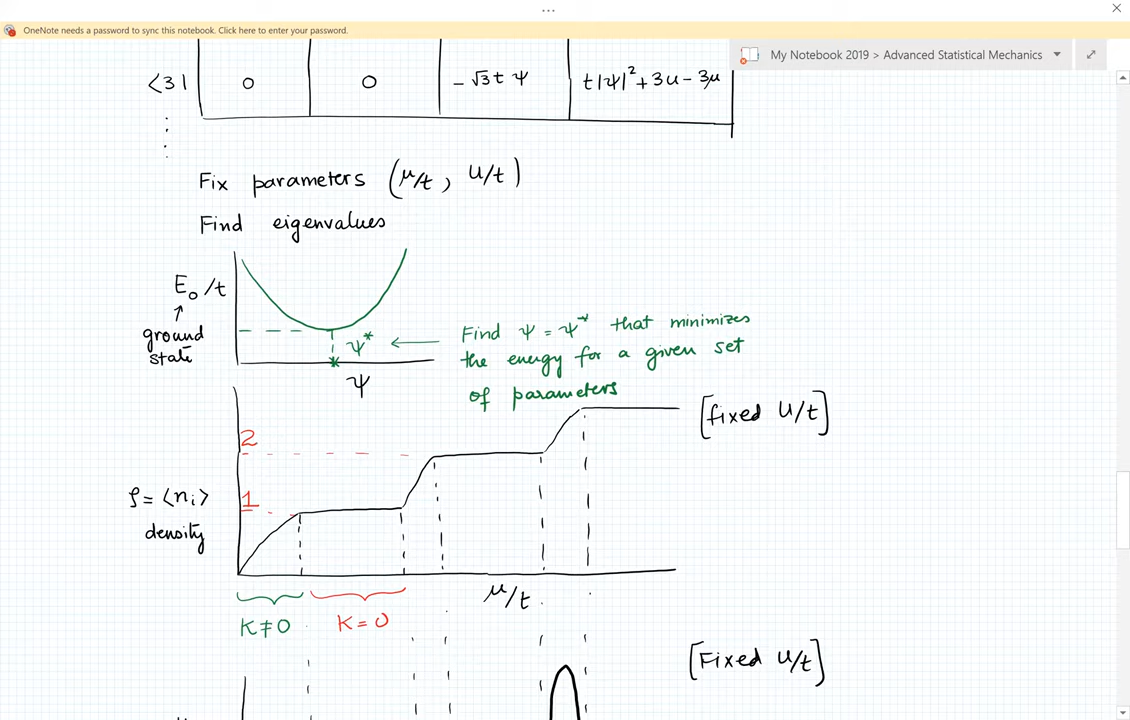 ...
OneNote needs a password to sync this notebook. Click here to enter your password.
My Notebook 2019 > Advanced Statistical Mechanics
<3| 0 0 - √3 t ψ t|ψ|² + 3u - 3μ
Fix parameters (μ/t, U/t)
Find eigenvalues
E₀/t
↑
ground
state
ψ*
ψ
← Find ψ = ψ* that minimizes
the energy for a given set
of parameters
[fixed U/t]
2
1
ρ = <nᵢ>
density
μ/t
K ≠ 0
K = 0
[Fixed U/t]